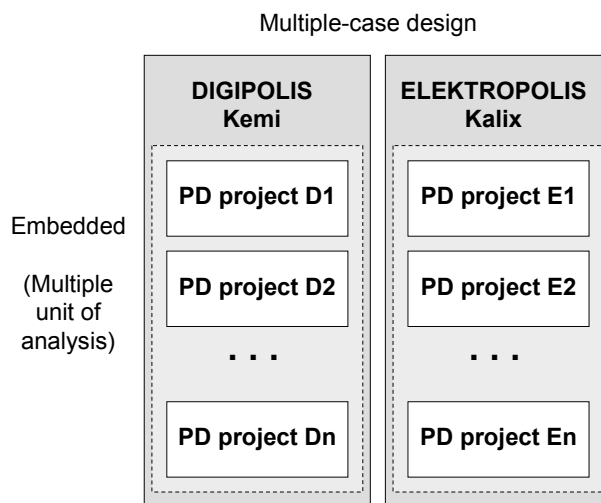 Multiple-case design
DIGIPOLIS
Kemi
ELEKTROPOLIS
Kalix
Embedded
(Multiple
unit of
analysis)
PD project D1
PD project D2
. . .
PD project Dn
PD project E1
PD project E2
. . .
PD project En